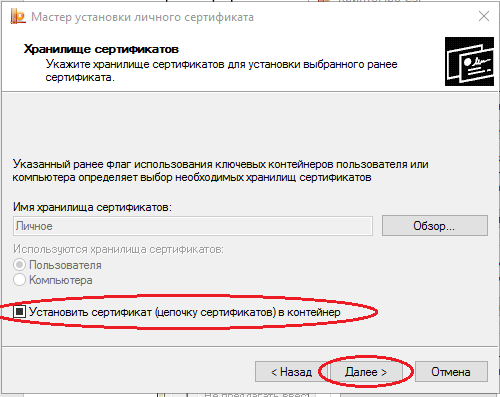 Мастер установки личного сертификата
Хранилище сертификатов
Укажите хранилище сертификатов для установки выбранного ранее
сертификата.
Указанный ранее флаг использования ключевых контейнеров пользователя или
компьютера определяет выбор необходимых хранилищ сертификатов
Имя хранилища сертификатов:
Личное
Обзор...
Используются хранилища сертификатов:
Пользователя
Компьютера
Установить сертификат (цепочку сертификатов) в контейнер
< Назад
Далее >
Отмена